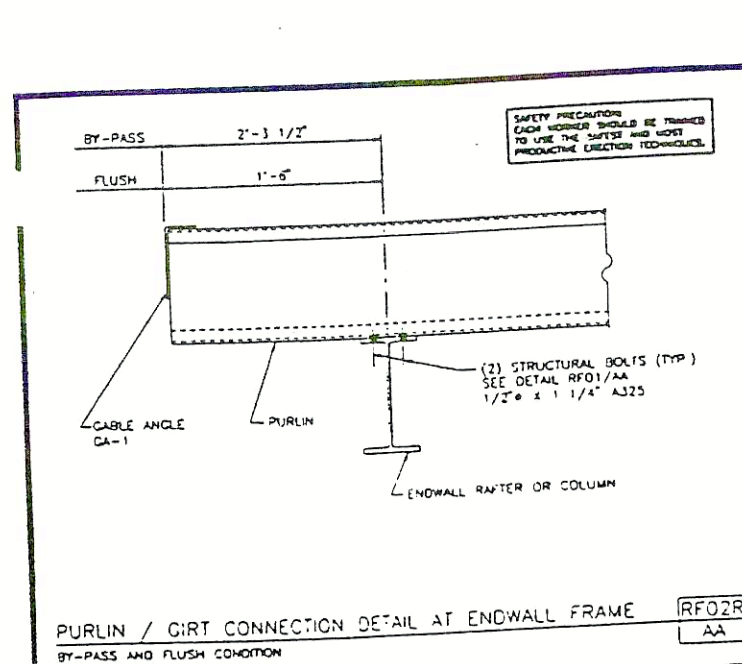 SAFETY PRECAUTIONS
EACH WORKER SHOULD BE TRAINED
TO USE THE SAFEST AND MOST
PRODUCTIVE ERECTION TECHNIQUES.
BY-PASS 2'-3 1/2"
FLUSH 1'-6"
(2) STRUCTURAL BOLTS (TYP)
SEE DETAIL RF01/AA
1/2"ø x 1 1/4" A325
GABLE ANGLE
GA-1
PURLIN
ENDWALL RAFTER OR COLUMN
PURLIN / GIRT CONNECTION DETAIL AT ENDWALL FRAME
BY-PASS AND FLUSH CONDITION
RF02R
AA